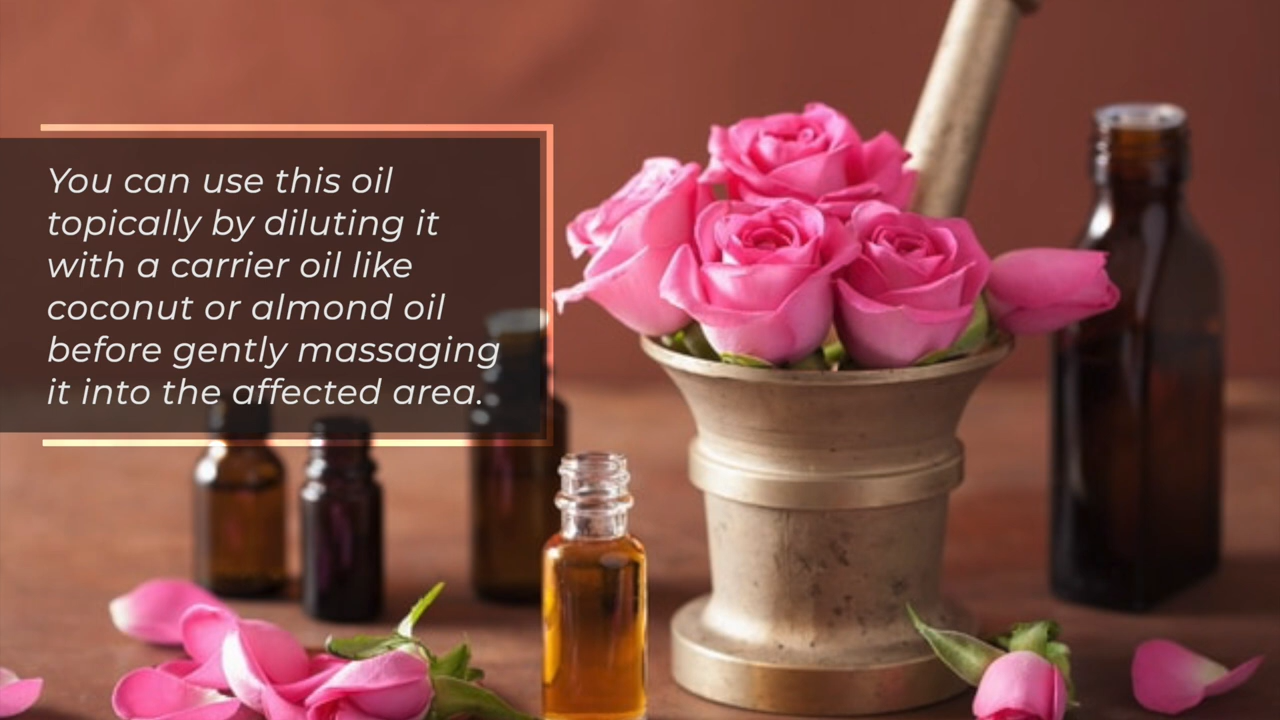 You can use this oil
topically by diluting it
with a carrier oil like
coconut or almond oil
before gently massaging
it into the affected area.